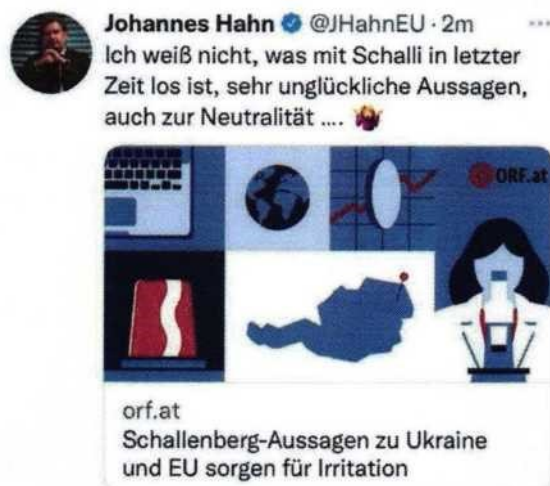 Johannes Hahn @JHahnEU · 2m
Ich weiß nicht, was mit Schalli in letzter
Zeit los ist, sehr unglückliche Aussagen,
auch zur Neutralität .... 🤷‍♀️
ORF.at
orf.at
Schallenberg-Aussagen zu Ukraine
und EU sorgen für Irritation